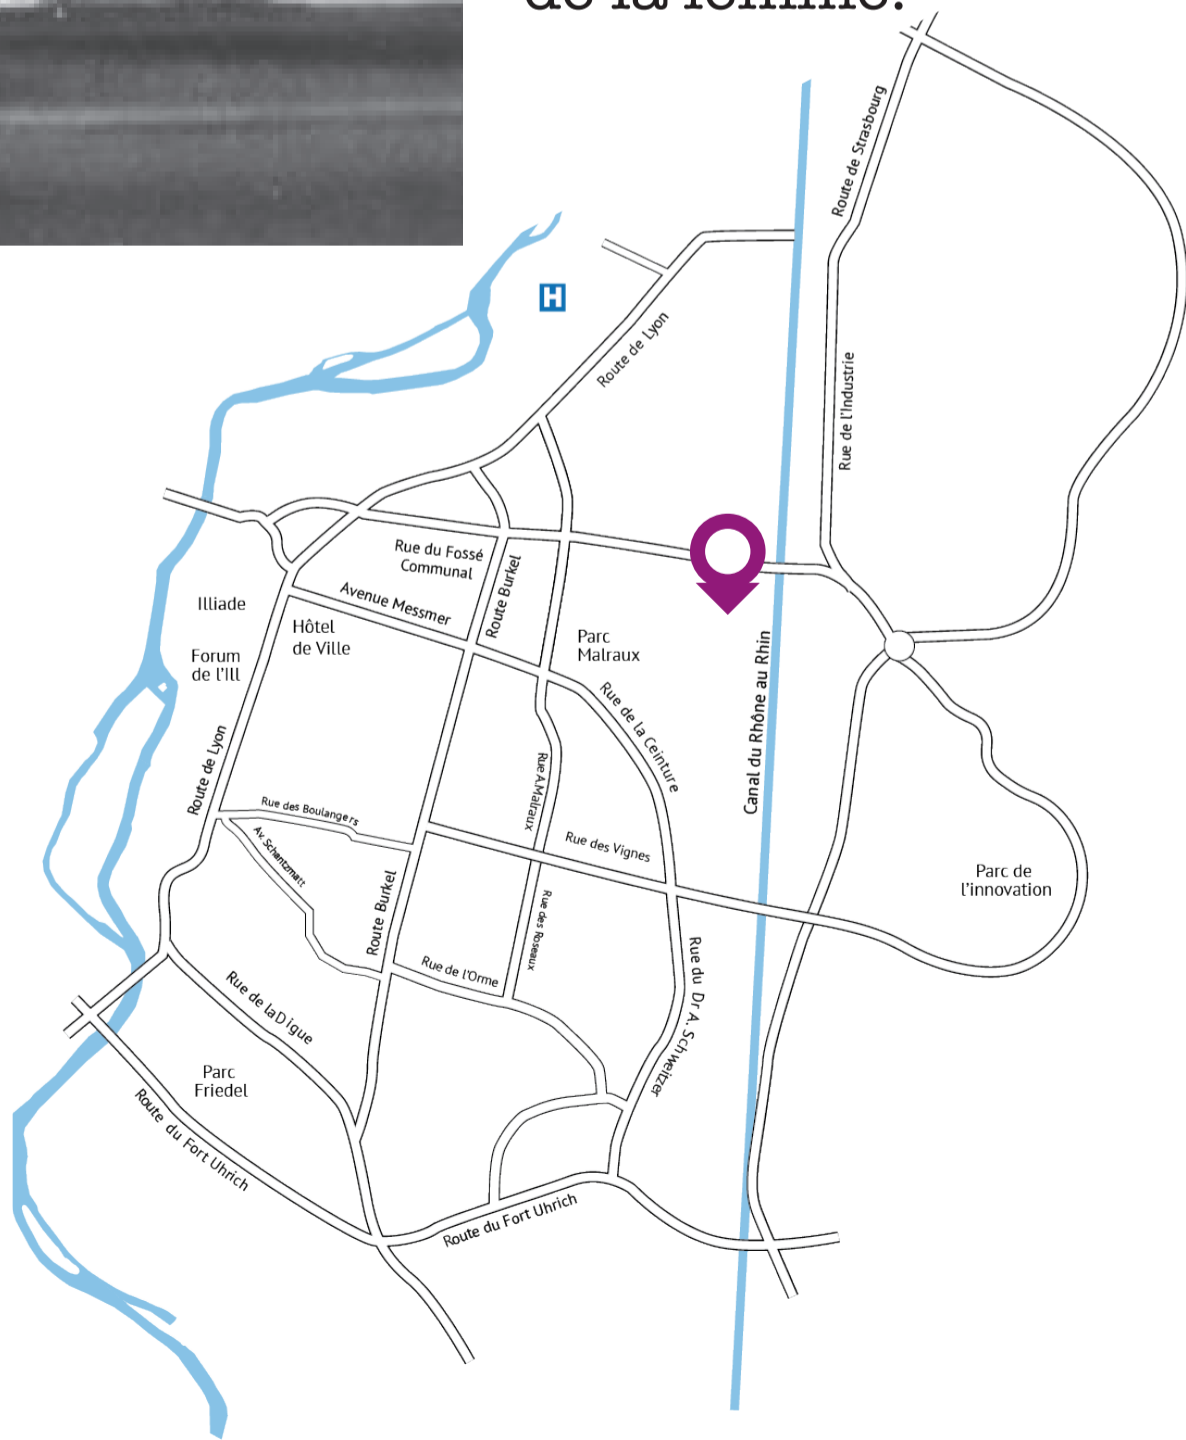 de la femme.
Route de Strasbourg
H
Route de Lyon
Rue de l'Industrie
Rue du Fossé
Communal
Route Burkel
Avenue Messmer
Illiade
Hôtel
de Ville
Parc
Malraux
Forum
de l'Ill
Rue de la Ceinture
Canal du Rhône au Rhin
Route de Lyon
Rue A.Malraux
Rue des Boulangers
Av. Schantzmatt
Rue des Vignes
Parc de
l'innovation
Route Burkel
Rue des Roseaux
Rue de l'Orme
Rue du Dr A. Schweitzer
Rue de la Digue
Parc
Friedel
Route du Fort Uhrich
Route du Fort Uhrich